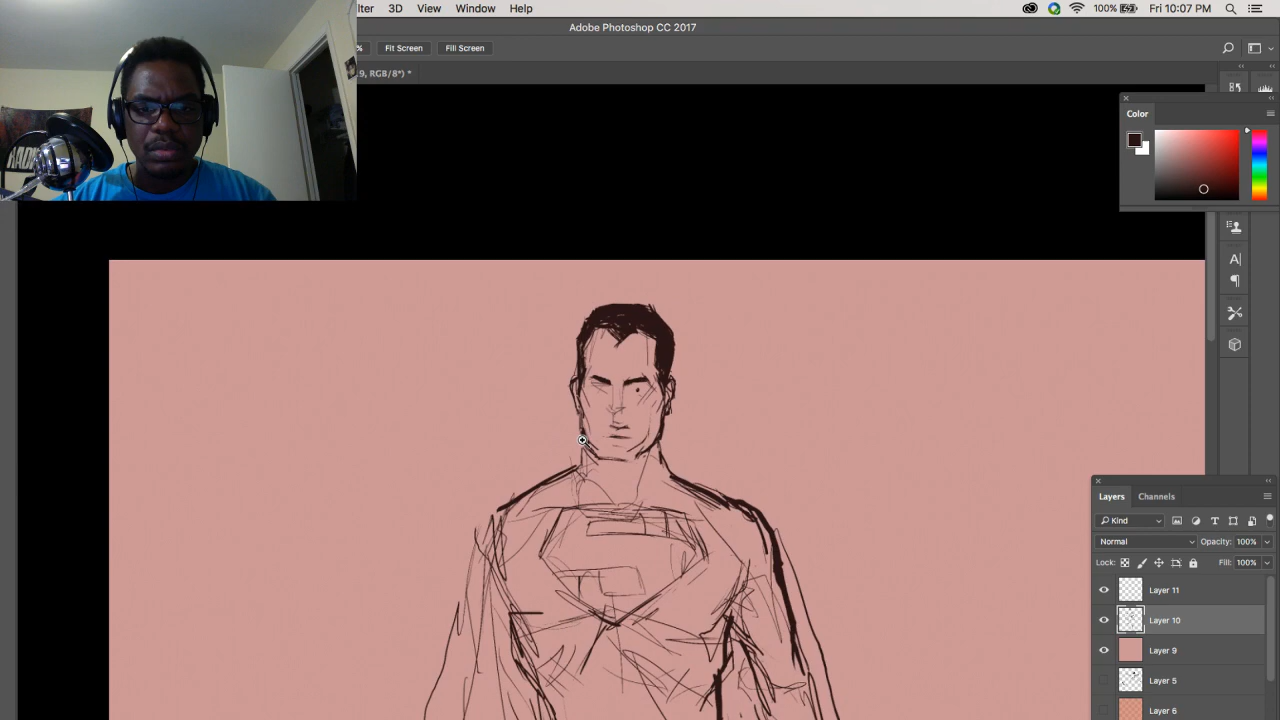 lter 3D View Window Help
100% Fri 10:07 PM
Adobe Photoshop CC 2017
% Fit Screen Fill Screen
.9, RGB/8*) *
Color
Layers Channels
Kind
Normal Opacity: 100%
Lock: Fill: 100%
Layer 11
Layer 10
Layer 9
Layer 5
Layer 6